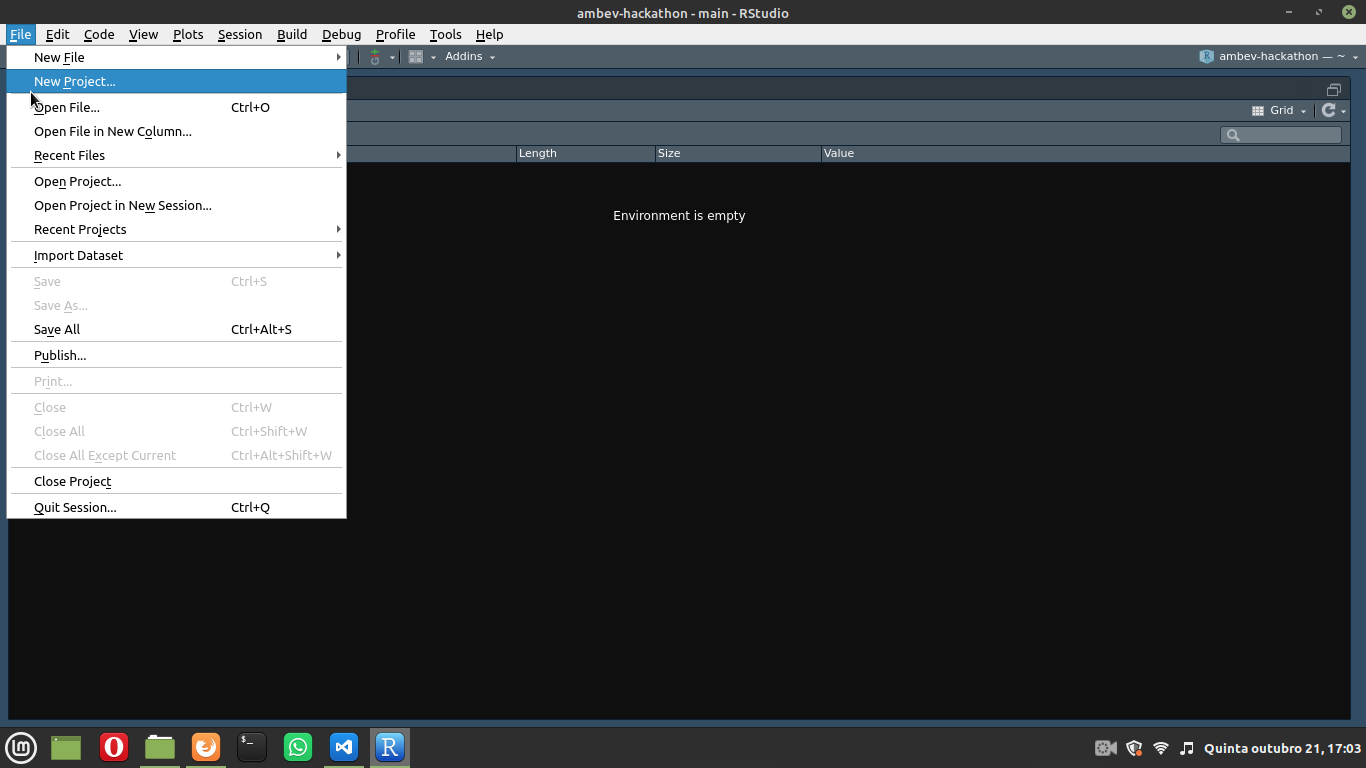 ambev-hackathon - main - RStudio
File Edit Code View Plots Session Build Debug Profile Tools Help
Addins
ambev-hackathon — ~
New File
New Project...
Open File... Ctrl+O
Open File in New Column...
Recent Files
Open Project...
Open Project in New Session...
Recent Projects
Import Dataset
Save Ctrl+S
Save As...
Save All Ctrl+Alt+S
Publish...
Print...
Close Ctrl+W
Close All Ctrl+Shift+W
Close All Except Current Ctrl+Alt+Shift+W
Close Project
Quit Session... Ctrl+Q
Grid
Length Size Value
Environment is empty
Quinta outubro 21, 17:03